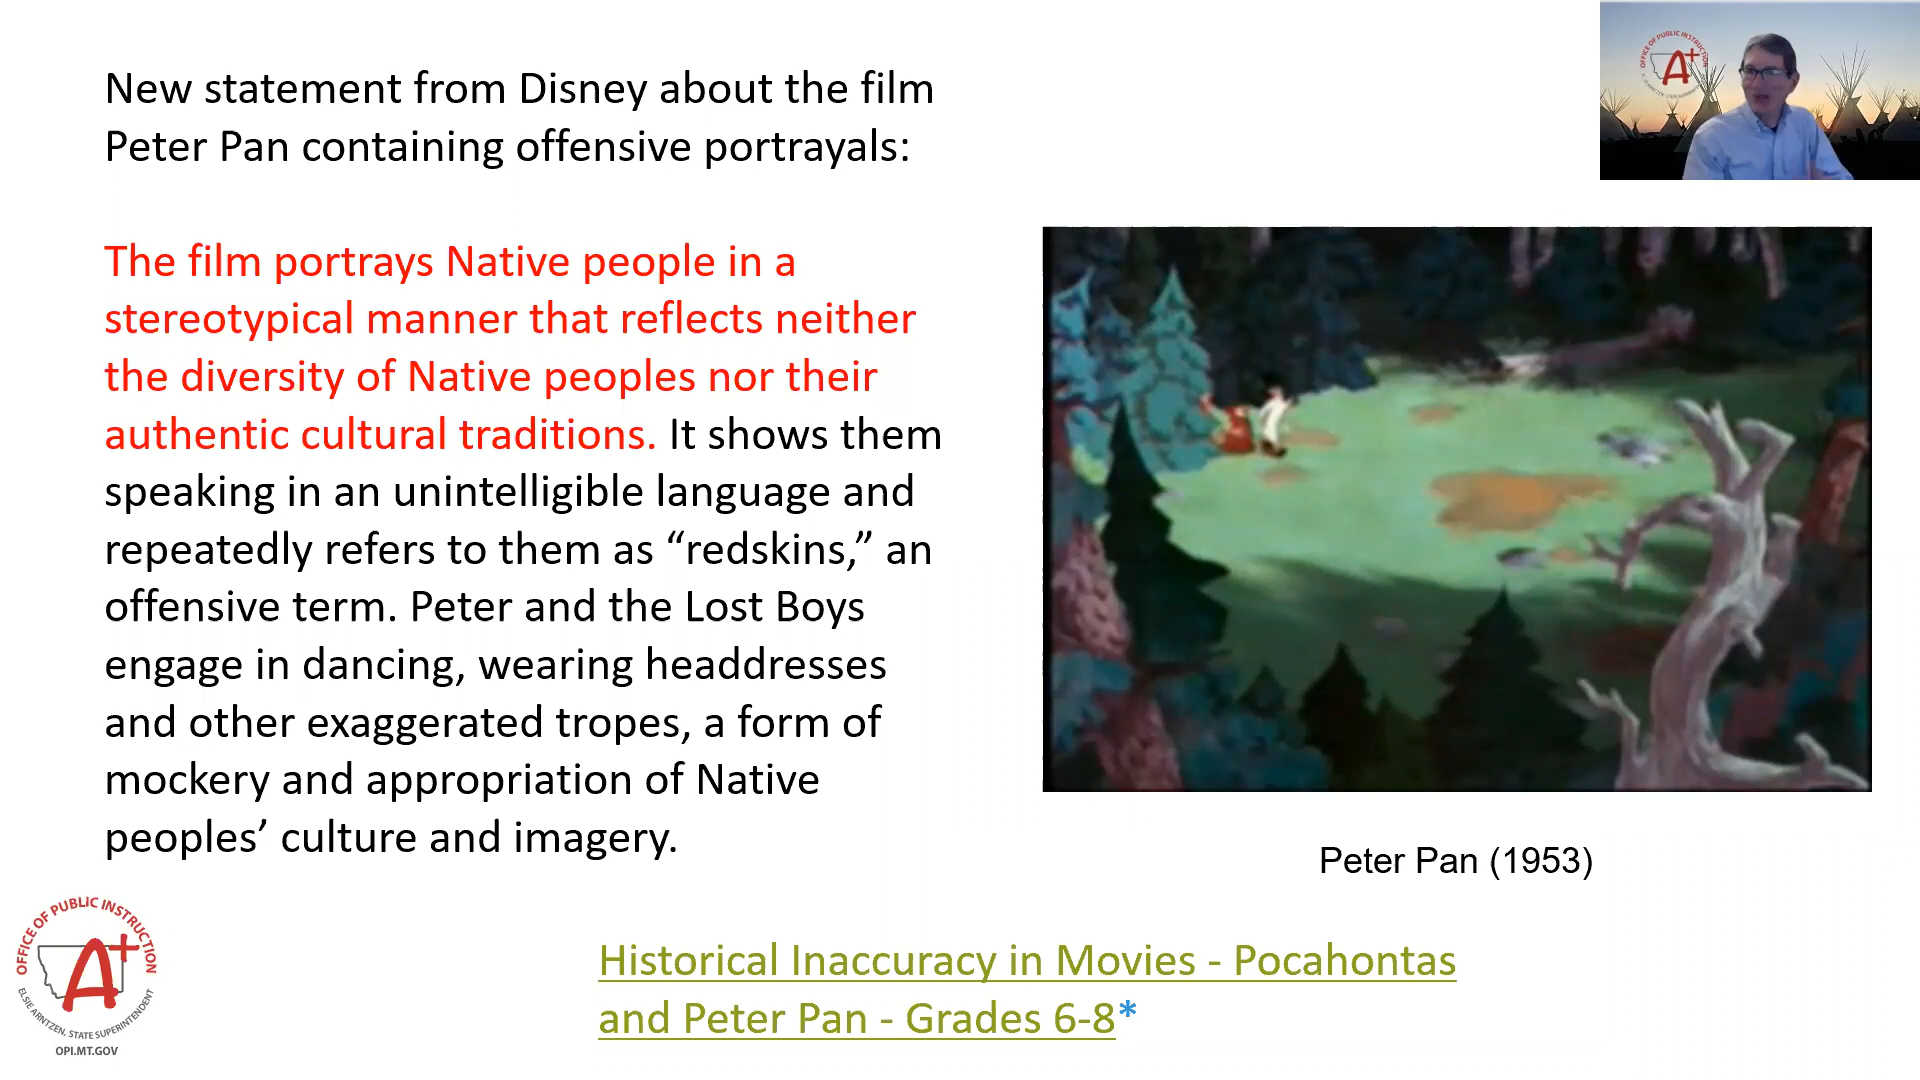 New statement from Disney about the film
Peter Pan containing offensive portrayals:
The film portrays Native people in a
stereotypical manner that reflects neither
the diversity of Native peoples nor their
authentic cultural traditions. It shows them
speaking in an unintelligible language and
repeatedly refers to them as “redskins,” an
offensive term. Peter and the Lost Boys
engage in dancing, wearing headdresses
and other exaggerated tropes, a form of
mockery and appropriation of Native
peoples’ culture and imagery.
OFFICE OF PUBLIC INSTRUCTION
A+
Peter Pan (1953)
OFFICE OF PUBLIC INSTRUCTION
A+
ELSIE ARNTZEN, STATE SUPERINTENDENT
OPI.MT.GOV
Historical Inaccuracy in Movies - Pocahontas
and Peter Pan - Grades 6-8*